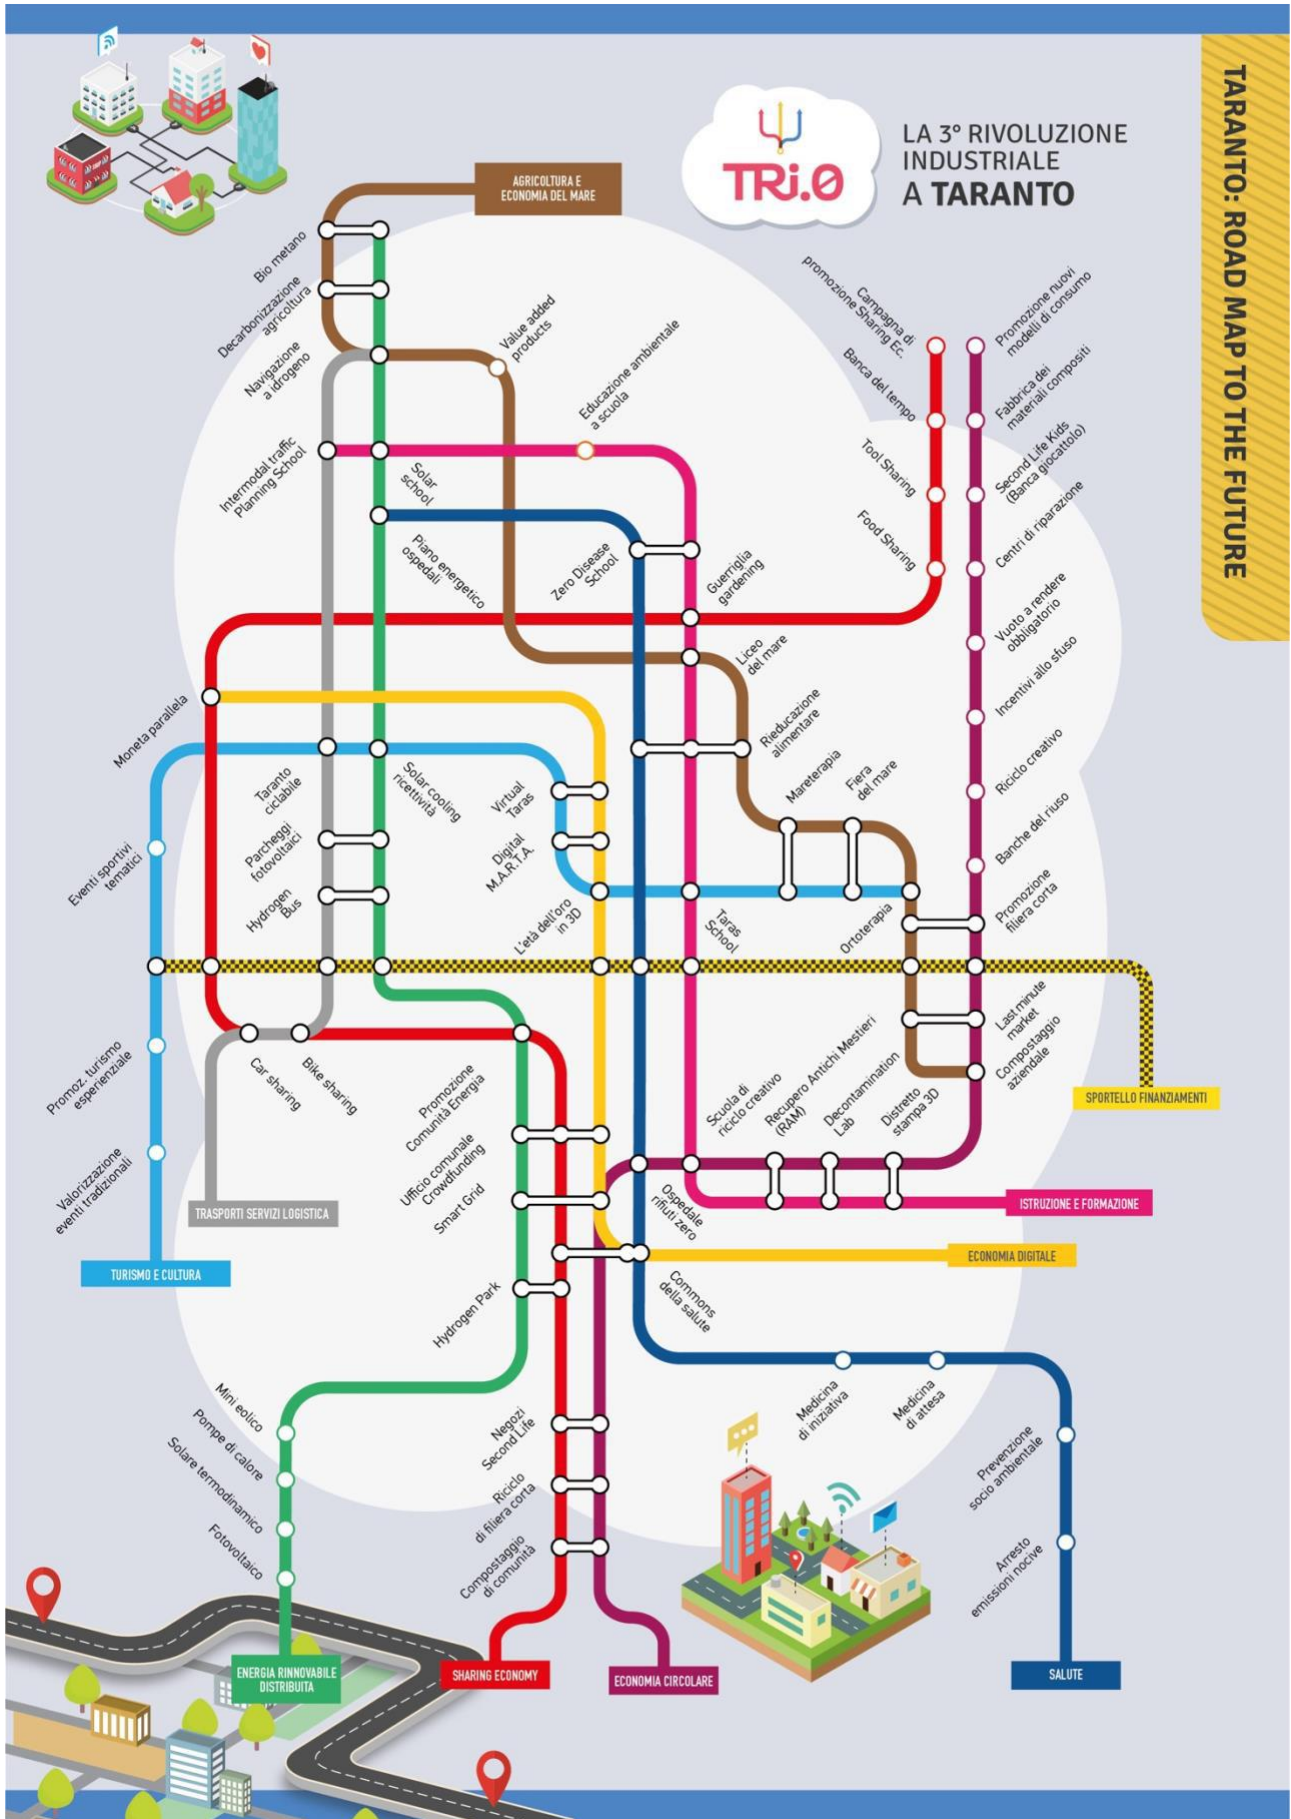 TARANTO: ROAD MAP TO THE FUTURE
TRi.0
LA 3° RIVOLUZIONE
INDUSTRIALE
A TARANTO
AGRICOLTURA E
ECONOMIA DEL MARE
Bio metano
Decarbonizzazione
agricoltura
Navigazione
a idrogeno
Value added
products
Educazione ambientale
a scuola
Campagna di
promozione Sharing Ec.
Promozione nuovi
modelli di consumo
Banca del tempo
Fabbrica dei
materiali compositi
Tool Sharing
Second Life Kids
(Banca giocattolo)
Food Sharing
Centri di riparazione
Intermodal traffic
Planning School
Solar
school
Piano energetico
ospedali
Zero Disease
School
Guerriglia
gardening
Vuoto a rendere
obbligatorio
Liceo
del mare
Incentivi allo sfuso
Moneta parallela
Rieducazione
alimentare
Riciclo creativo
Taranto
ciclabile
Solar cooling
ricettività
Virtual
Taras
Mareterapia
Fiera
del mare
Banche del riuso
Eventi sportivi
tematici
Parcheggi
fotovoltaici
Digital
M.A.R.T.A.
Hydrogen
Bus
L'età dell'oro
in 3D
Taras
School
Ortoterapia
Promozione
filiera corta
Last minute
market
Promoz. turismo
esperienziale
Car sharing
Bike sharing
Promozione
Comunità Energia
Scuola di
riciclo creativo
Recupero Antichi Mestieri
(RAM)
Decontamination
Lab
Distretto
stampa 3D
Compostaggio
aziendale
SPORTELLO FINANZIAMENTI
Valorizzazione
eventi tradizionali
Ufficio comunale
Crowdfunding
Smart Grid
Ospedale
rifiuti zero
TRASPORTI SERVIZI LOGISTICA
ISTRUZIONE E FORMAZIONE
TURISMO E CULTURA
ECONOMIA DIGITALE
Hydrogen Park
Commons
della salute
Mini eolico
Pompe di calore
Solare termodinamico
Fotovoltaico
Negozi
Second Life
Riciclo
di filiera corta
Compostaggio
di comunità
Medicina
di iniziativa
Medicina
di attesa
Prevenzione
socio ambientale
Arresto
emissioni nocive
ENERGIA RINNOVABILE
DISTRIBUITA
SHARING ECONOMY
ECONOMIA CIRCOLARE
SALUTE